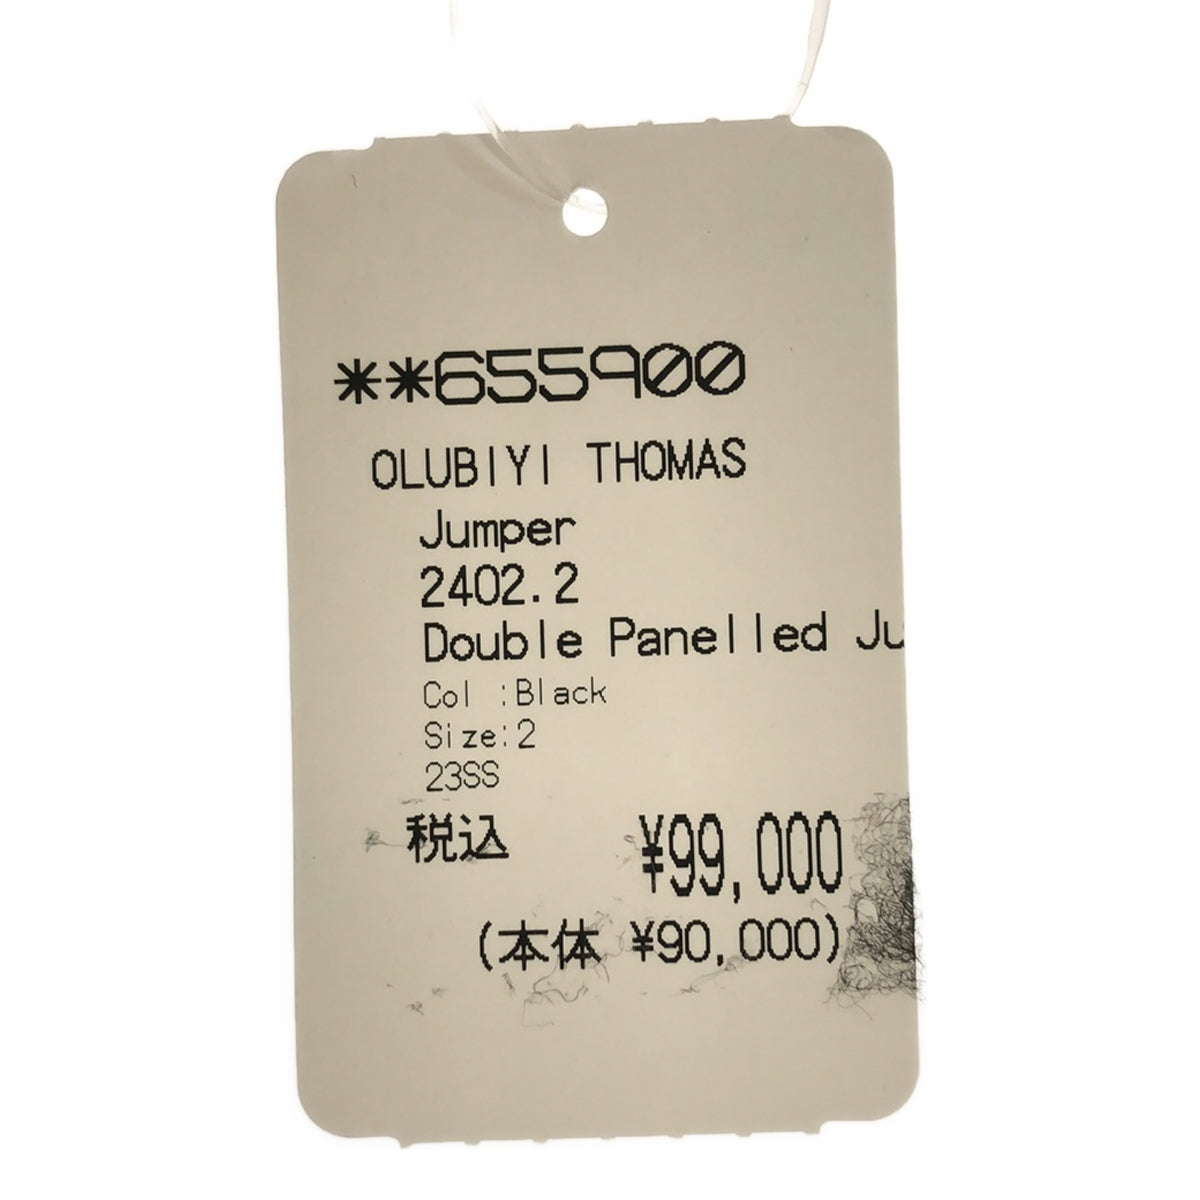 **655900
OLUBIYI THOMAS
Jumper
2402.2
Double Panelled Ju
Col :Black
Size:2
23SS
税込 ¥99,000
(本体 ¥90,000)